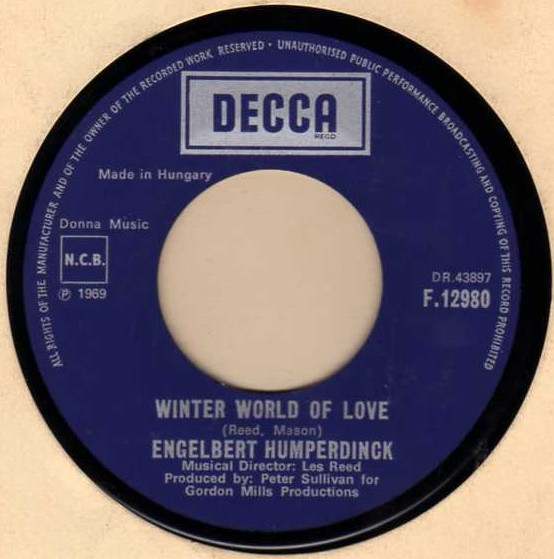 ALL RIGHTS OF THE MANUFACTURER AND OF THE OWNER OF THE RECORDED WORK RESERVED · UNAUTHORISED PUBLIC PERFORMANCE BROADCASTING AND COPYING OF THIS RECORD PROHIBITED
DECCA
REGD
Made in Hungary
Donna Music
N.C.B.
℗ 1969
DR.43897
F.12980
WINTER WORLD OF LOVE
(Reed, Mason)
ENGELBERT HUMPERDINCK
Musical Director: Les Reed
Produced by: Peter Sullivan for
Gordon Mills Productions